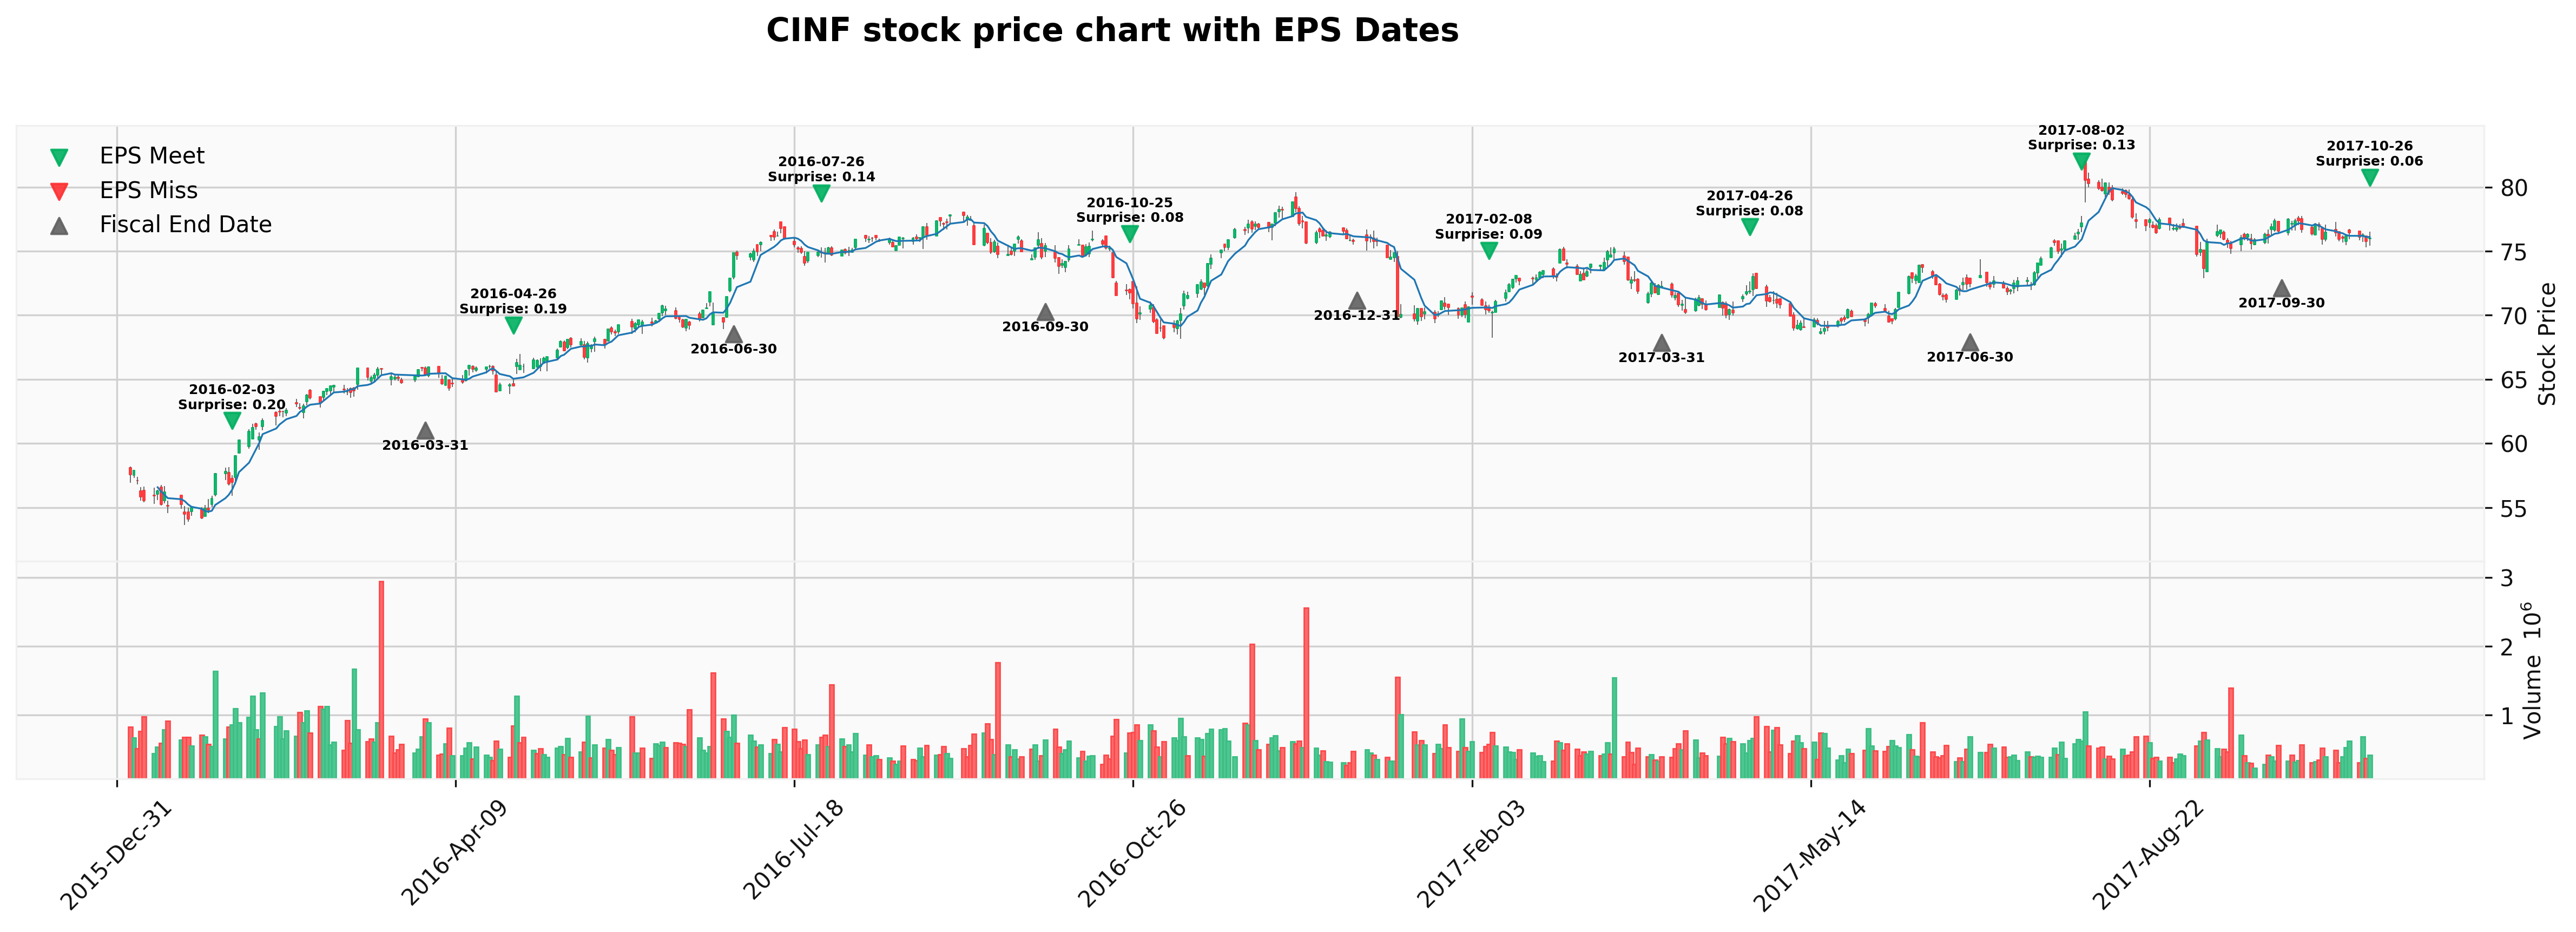 CINF stock price chart with EPS Dates
EPS Meet
EPS Miss
Fiscal End Date
2016-02-03
Surprise: 0.20
2016-03-31
2016-04-26
Surprise: 0.19
2016-06-30
2016-07-26
Surprise: 0.14
2016-09-30
2016-10-25
Surprise: 0.08
2016-12-31
2017-02-08
Surprise: 0.09
2017-03-31
2017-04-26
Surprise: 0.08
2017-06-30
2017-08-02
Surprise: 0.13
2017-09-30
2017-10-26
Surprise: 0.06
80
75
70
65
60
55
Stock Price
3
2
1
Volume 10^6
2015-Dec-31
2016-Apr-09
2016-Jul-18
2016-Oct-26
2017-Feb-03
2017-May-14
2017-Aug-22